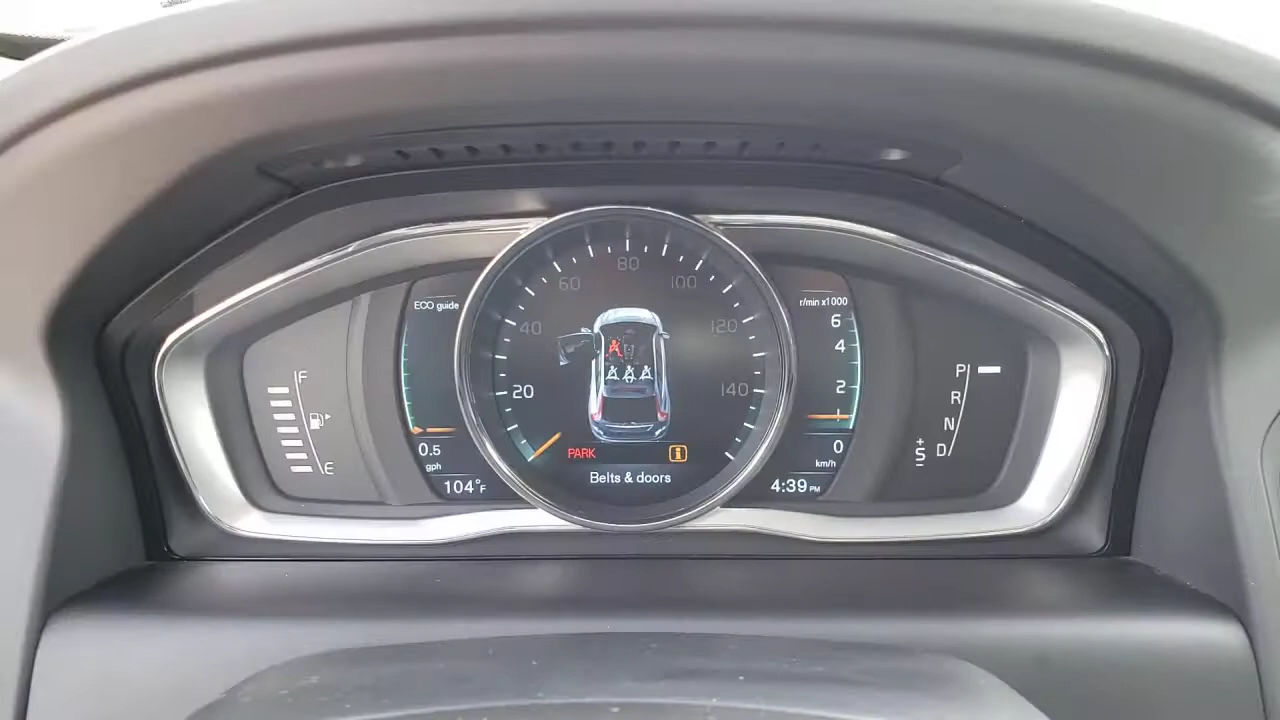 F
E
ECO guide
0.5
gph
104°F
20
40
60
80
100
120
140
PARK
i
Belts & doors
r/min x1000
6
4
2
0
km/h
4:39 PM
P
R
N
D
+
S
−